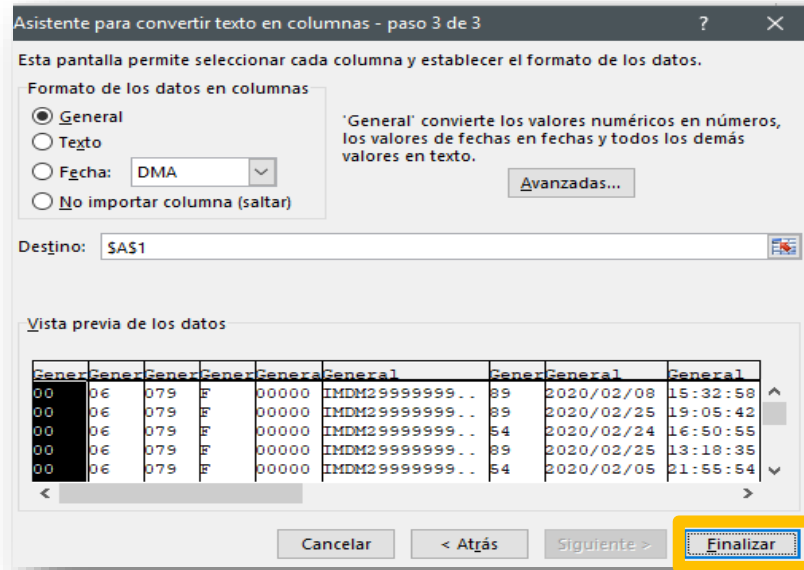 Asistente para convertir texto en columnas - paso 3 de 3 ?
Esta pantalla permite seleccionar cada columna y establecer el formato de los datos.
Formato de los datos en columnas
General
Texto
Fecha: DMA
No importar columna (saltar)
'General' convierte los valores numéricos en números,
los valores de fechas en fechas y todos los demás
valores en texto.
Avanzadas...
Destino: $A$1
Vista previa de los datos
Gener Gener Gener Gener Genera General Gener General General
00 06 079 F 00000 IMDM29999999.. 89 2020/02/08 15:32:58
00 06 079 F 00000 IMDM29999999.. 89 2020/02/25 19:05:42
00 06 079 F 00000 IMDM29999999.. 54 2020/02/24 16:50:55
00 06 079 F 00000 IMDM29999999.. 89 2020/02/25 13:18:35
00 06 079 F 00000 IMDM29999999.. 54 2020/02/05 21:55:54
Cancelar < Atrás Siguiente > Finalizar